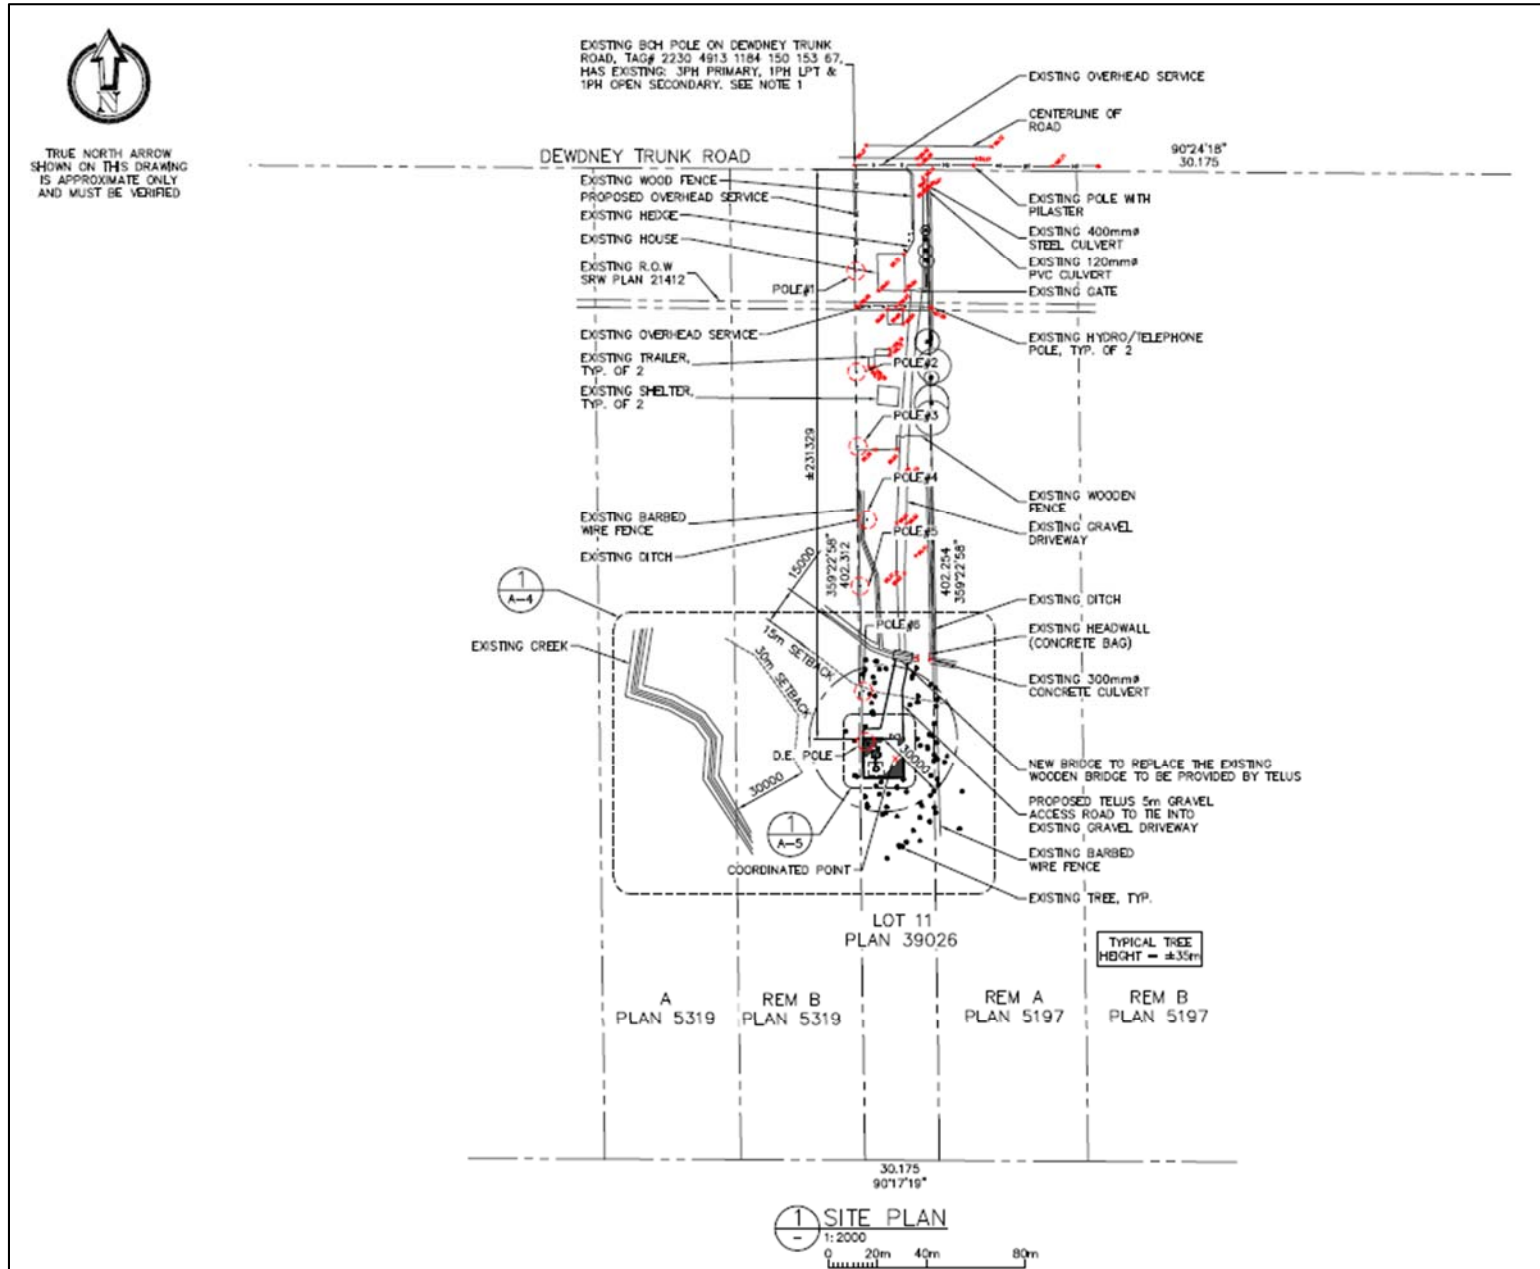 N
TRUE NORTH ARROW
SHOWN ON THIS DRAWING
IS APPROXIMATE ONLY
AND MUST BE VERIFIED
EXISTING BCH POLE ON DEWDNEY TRUNK
ROAD, TAG# 2230 4913 1184 150 153 67,
HAS EXISTING: 3PH PRIMARY, 1PH LPT &
1PH OPEN SECONDARY. SEE NOTE 1
EXISTING OVERHEAD SERVICE
CENTERLINE OF
ROAD
DEWDNEY TRUNK ROAD
90°24'18"
30.175
EXISTING WOOD FENCE
PROPOSED OVERHEAD SERVICE
EXISTING HEDGE
EXISTING HOUSE
EXISTING R.O.W
SRW PLAN 21412
POLE#1
EXISTING POLE WITH
PILASTER
EXISTING 400mmø
STEEL CULVERT
EXISTING 120mmø
PVC CULVERT
EXISTING GATE
EXISTING OVERHEAD SERVICE
EXISTING TRAILER,
TYP. OF 2
EXISTING SHELTER,
TYP. OF 2
EXISTING HYDRO/TELEPHONE
POLE, TYP. OF 2
POLE#2
POLE#3
±231.329
POLE#4
POLE#5
EXISTING BARBED
WIRE FENCE
EXISTING DITCH
EXISTING WOODEN
FENCE
EXISTING GRAVEL
DRIVEWAY
15000
359°22'58"
402.312
402.254
359°22'58"
1
A-4
EXISTING CREEK
15m SETBACK
30m SETBACK
POLE#6
EXISTING DITCH
EXISTING HEADWALL
(CONCRETE BAG)
EXISTING 300mmø
CONCRETE CULVERT
D.E. POLE
30000
30000
1
A-5
COORDINATED POINT
NEW BRIDGE TO REPLACE THE EXISTING
WOODEN BRIDGE TO BE PROVIDED BY TELUS
PROPOSED TELUS 5m GRAVEL
ACCESS ROAD TO TIE INTO
EXISTING GRAVEL DRIVEWAY
EXISTING BARBED
WIRE FENCE
EXISTING TREE, TYP.
LOT 11
PLAN 39026
TYPICAL TREE
HEIGHT = ±35m
A
PLAN 5319
REM B
PLAN 5319
REM A
PLAN 5197
REM B
PLAN 5197
30.175
90°17'19"
1
-
SITE PLAN
1:2000
0 20m 40m 80m